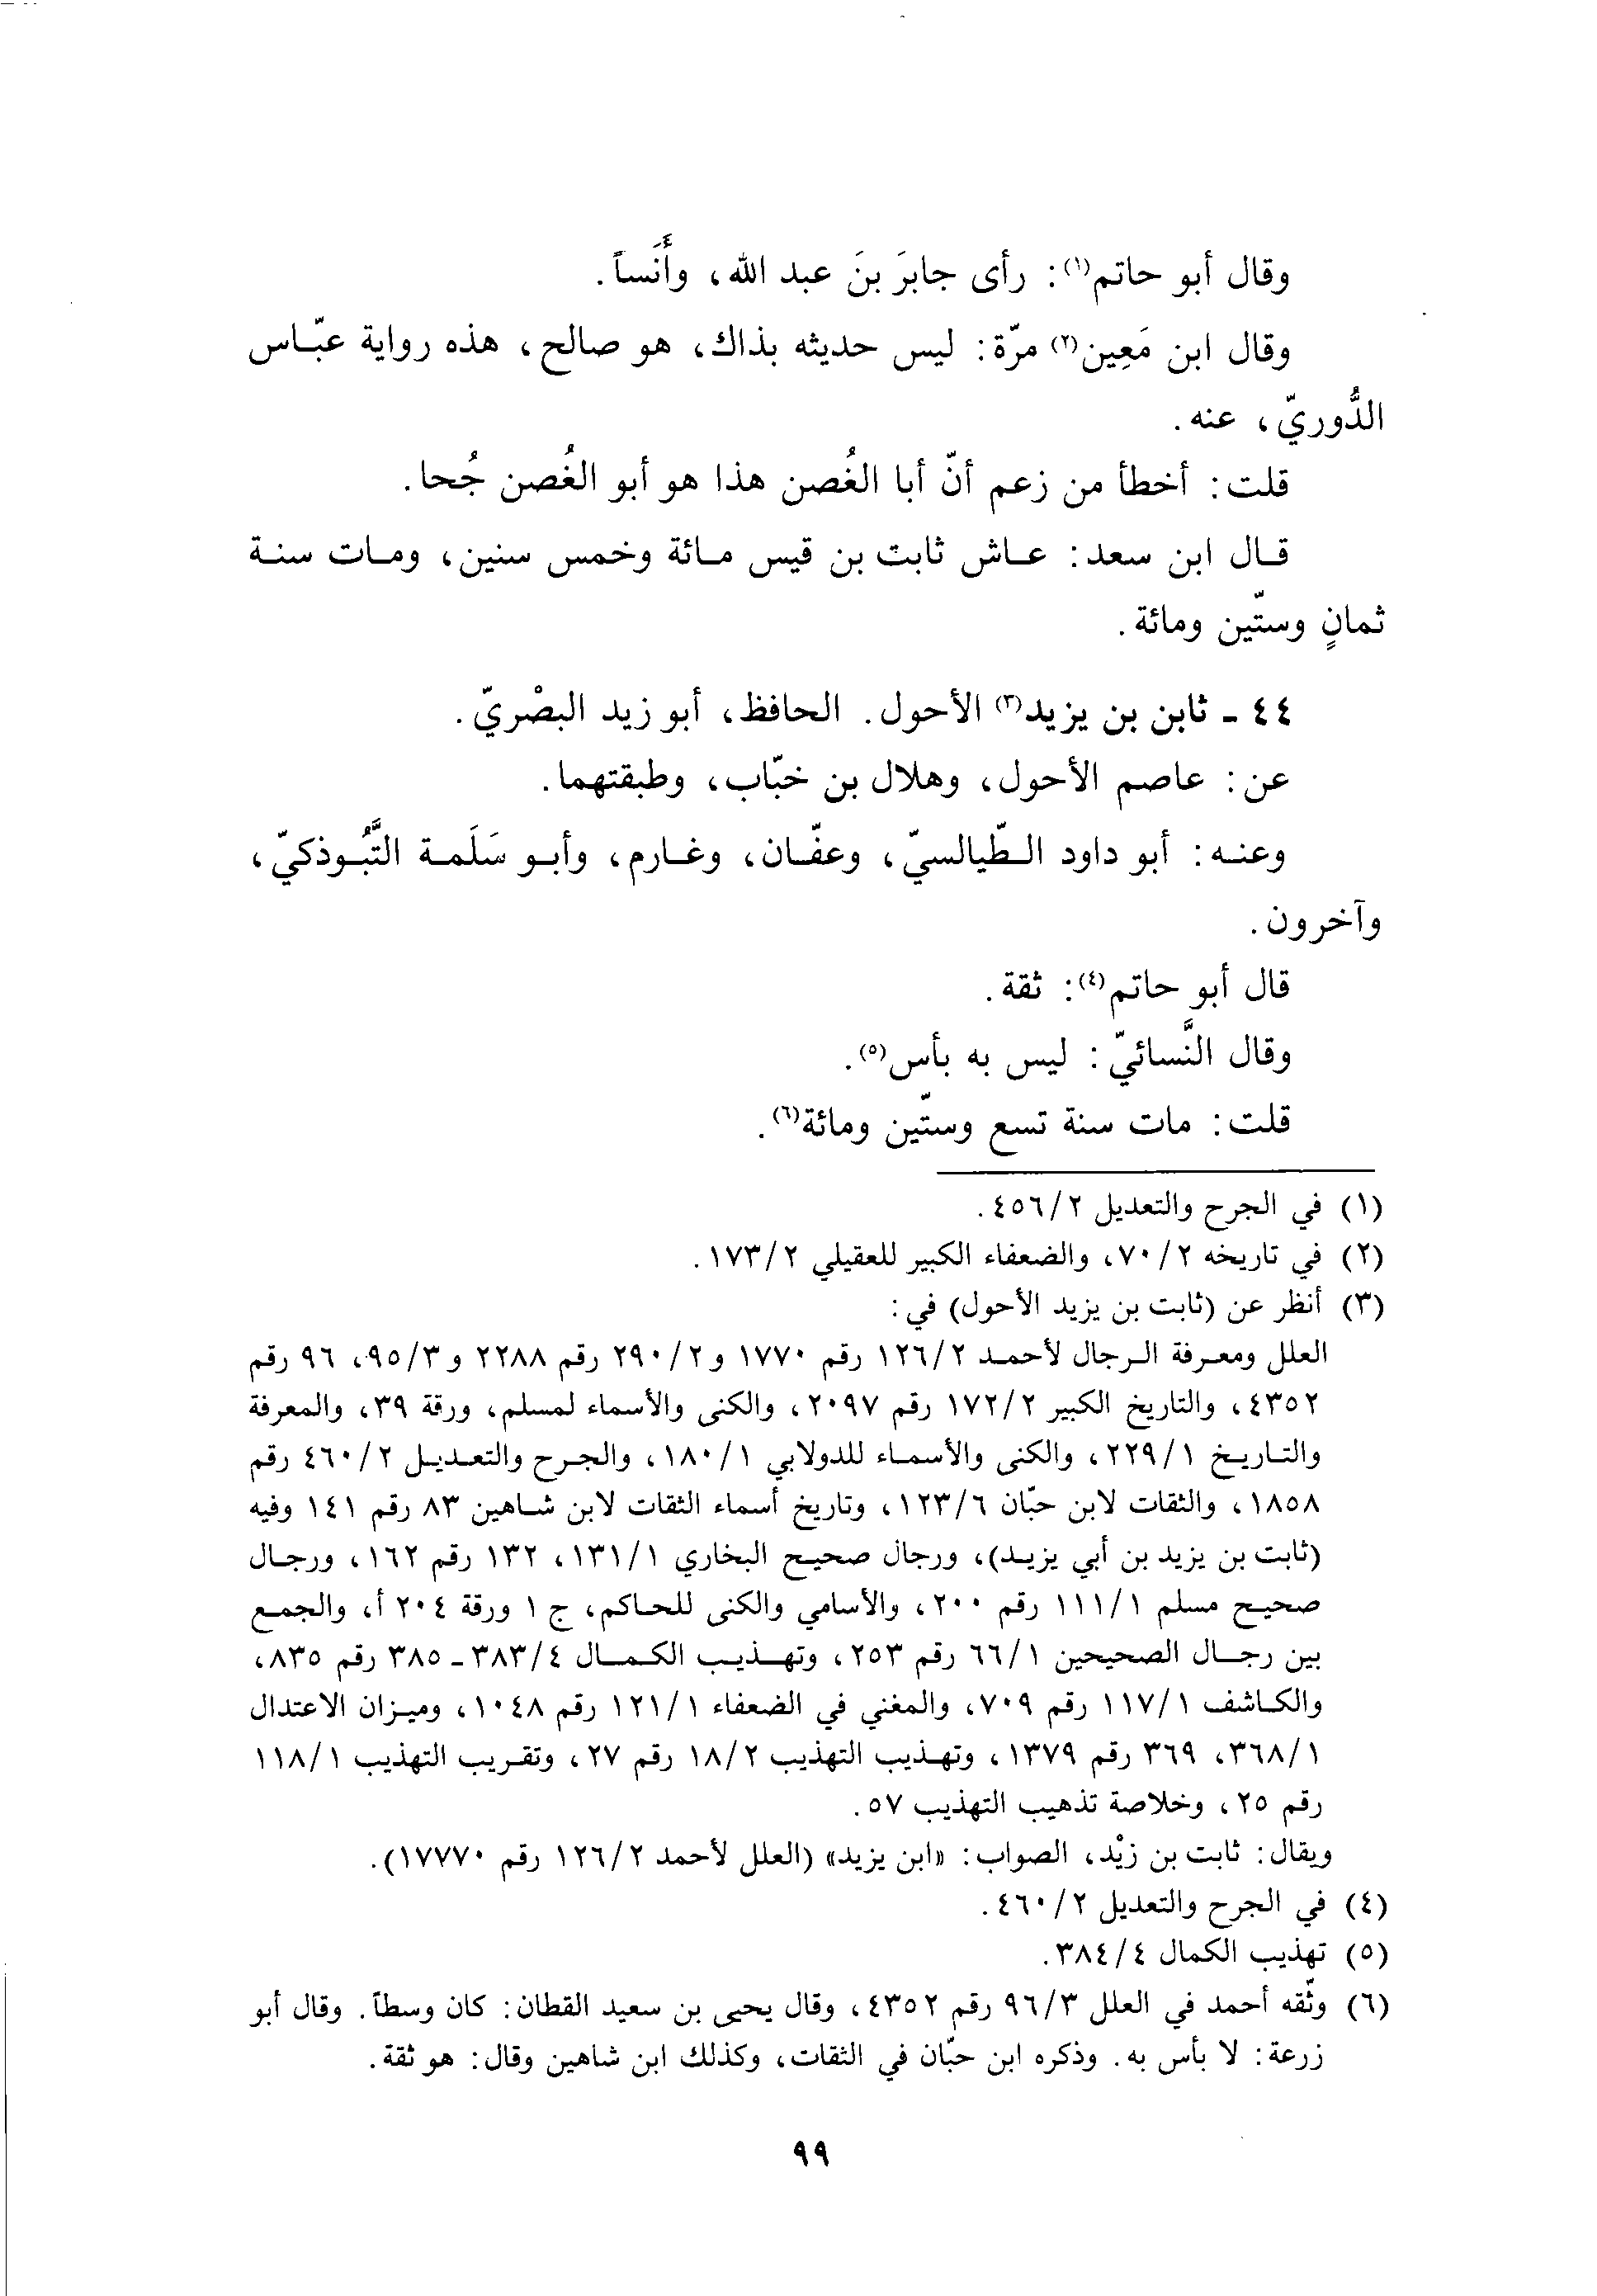 وقال أبو حاتم(١): رأى جابرَ بنَ عبد الله، وأَنَساً.
وقال ابن مَعِين(٢) مرّة: ليس حديثه بذاك، هو صالح، هذه رواية عبّاس
الدُّوريّ، عنه.
قلت: أخطأ من زعم أنّ أبا الغُصن هذا هو أبو الغُصن جُحا.
قال ابن سعد: عاش ثابت بن قيس مائة وخمس سنين، ومات سنة
ثمانٍ وستّين ومائة.
٤٤ ـ ثابن بن يزيد(٣) الأحول. الحافظ، أبو زيد البصْريّ.
عن: عاصم الأحول، وهلال بن خبّاب، وطبقتهما.
وعنه: أبو داود الطّيالسيّ، وعفّان، وغارم، وأبو سَلَمة التَّبُوذكيّ،
وآخرون.
قال أبو حاتم(٤): ثقة.
وقال النَّسائيّ: ليس به بأس(٥).
قلت: مات سنة تسع وستّين ومائة(٦).
(١) في الجرح والتعديل ٤٥٦/٢.
(٢) في تاريخه ٧٠/٢، والضعفاء الكبير للعقيلي ١٧٣/٢.
(٣) أنظر عن (ثابت بن يزيد الأحول) في:
العلل ومعرفة الرجال لأحمد ١٢٦/٢ رقم ١٧٧٠ و٢٩٠/٢ رقم ٢٢٨٨ و٩٥/٣، ٩٦ رقم
٤٣٥٢، والتاريخ الكبير ١٧٢/٢ رقم ٢٠٩٧، والكنى والأسماء لمسلم، ورقة ٣٩، والمعرفة
والتاريخ ٢٢٩/١، والكنى والأسماء للدولابي ١٨٠/١، والجرح والتعديل ٤٦٠/٢ رقم
١٨٥٨، والثقات لابن حبّان ١٢٣/٦، وتاريخ أسماء الثقات لابن شاهين ٨٣ رقم ١٤١ وفيه
(ثابت بن يزيد بن أبي يزيد)، ورجال صحيح البخاري ١٣١/١، ١٣٢ رقم ١٦٢، ورجال
صحيح مسلم ١١١/١ رقم ٢٠٠، والأسامي والكنى للحاكم، ج ١ ورقة ٢٠٤ أ، والجمع
بين رجال الصحيحين ٦٦/١ رقم ٢٥٣، وتهذيب الكمال ٣٨٣/٤ ـ ٣٨٥ رقم ٨٣٥،
والكاشف ١١٧/١ رقم ٧٠٩، والمغني في الضعفاء ١٢١/١ رقم ١٠٤٨، وميزان الاعتدال
٣٦٨/١، ٣٦٩ رقم ١٣٧٩، وتهذيب التهذيب ١٨/٢ رقم ٢٧، وتقريب التهذيب ١١٨/١
رقم ٢٥، وخلاصة تذهيب التهذيب ٥٧.
ويقال: ثابت بن زيْد، الصواب: «ابن يزيد» (العلل لأحمد ١٢٦/٢ رقم ١٧٧٧٠).
(٤) في الجرح والتعديل ٤٦٠/٢.
(٥) تهذيب الكمال ٣٨٤/٤.
(٦) وثّقه أحمد في العلل ٩٦/٣ رقم ٤٣٥٢، وقال يحيى بن سعيد القطان: كان وسطاً. وقال أبو
زرعة: لا بأس به. وذكره ابن حبّان في الثقات، وكذلك ابن شاهين وقال: هو ثقة.
٩٩